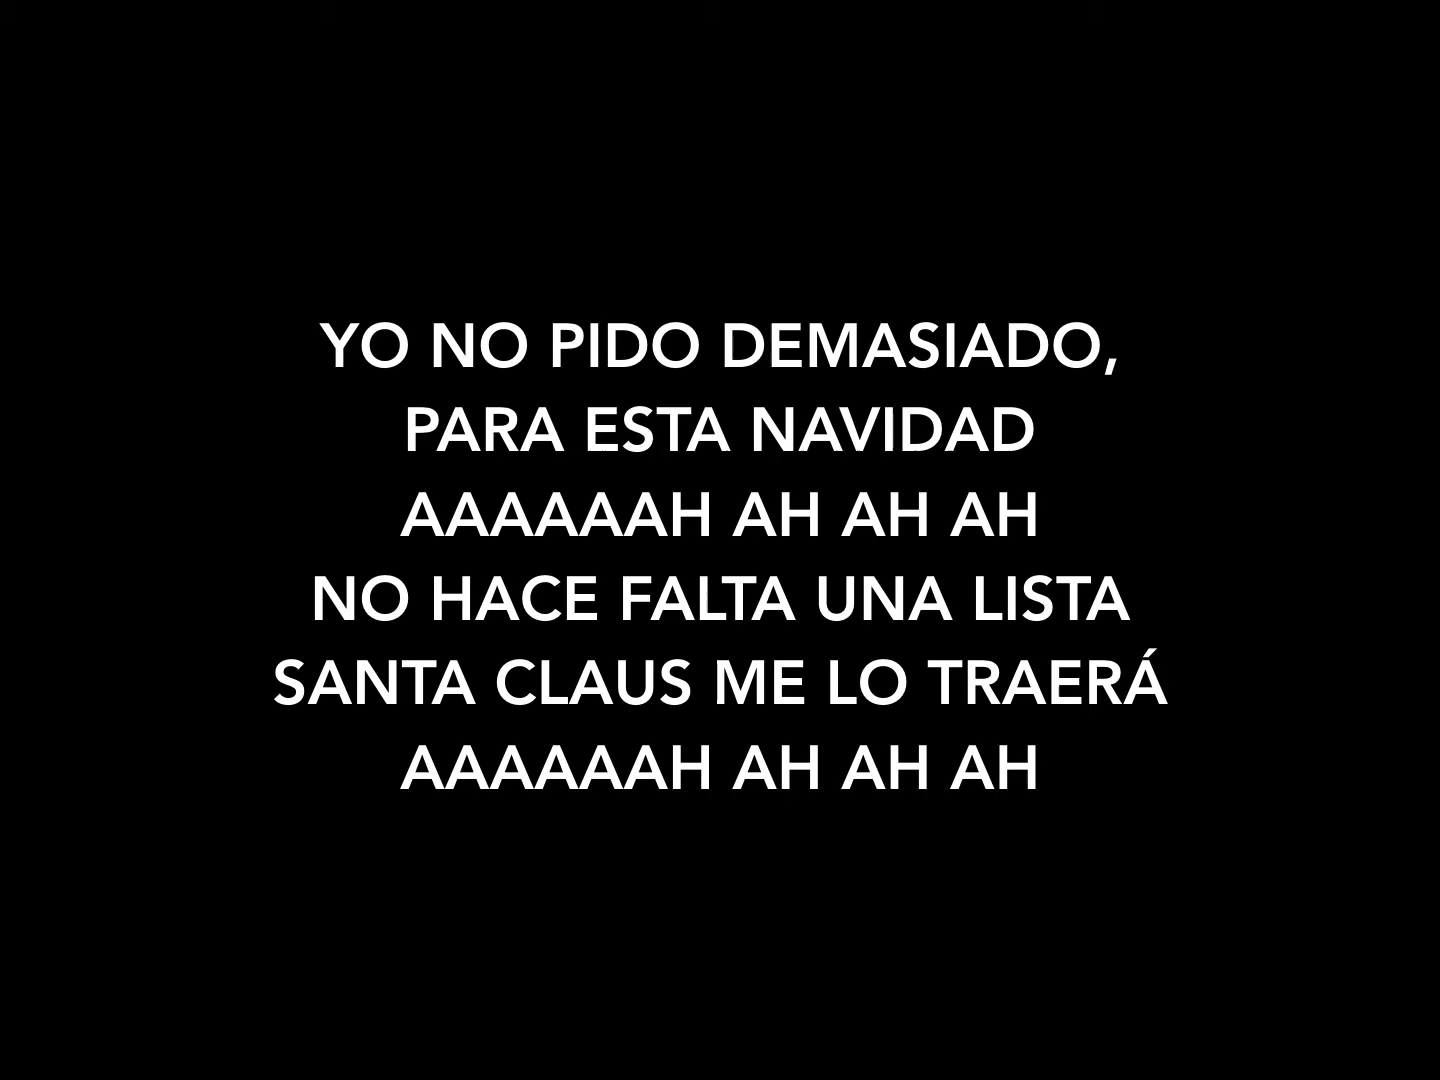 YO NO PIDO DEMASIADO,
PARA ESTA NAVIDAD
AAAAAAH AH AH AH
NO HACE FALTA UNA LISTA
SANTA CLAUS ME LO TRAERÁ
AAAAAAH AH AH AH